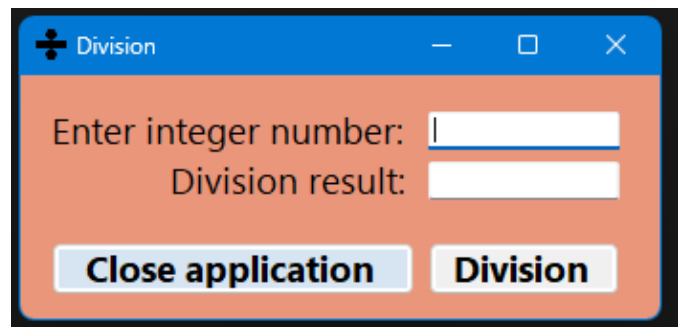 Division
Enter integer number:
Division result:
Close application Division